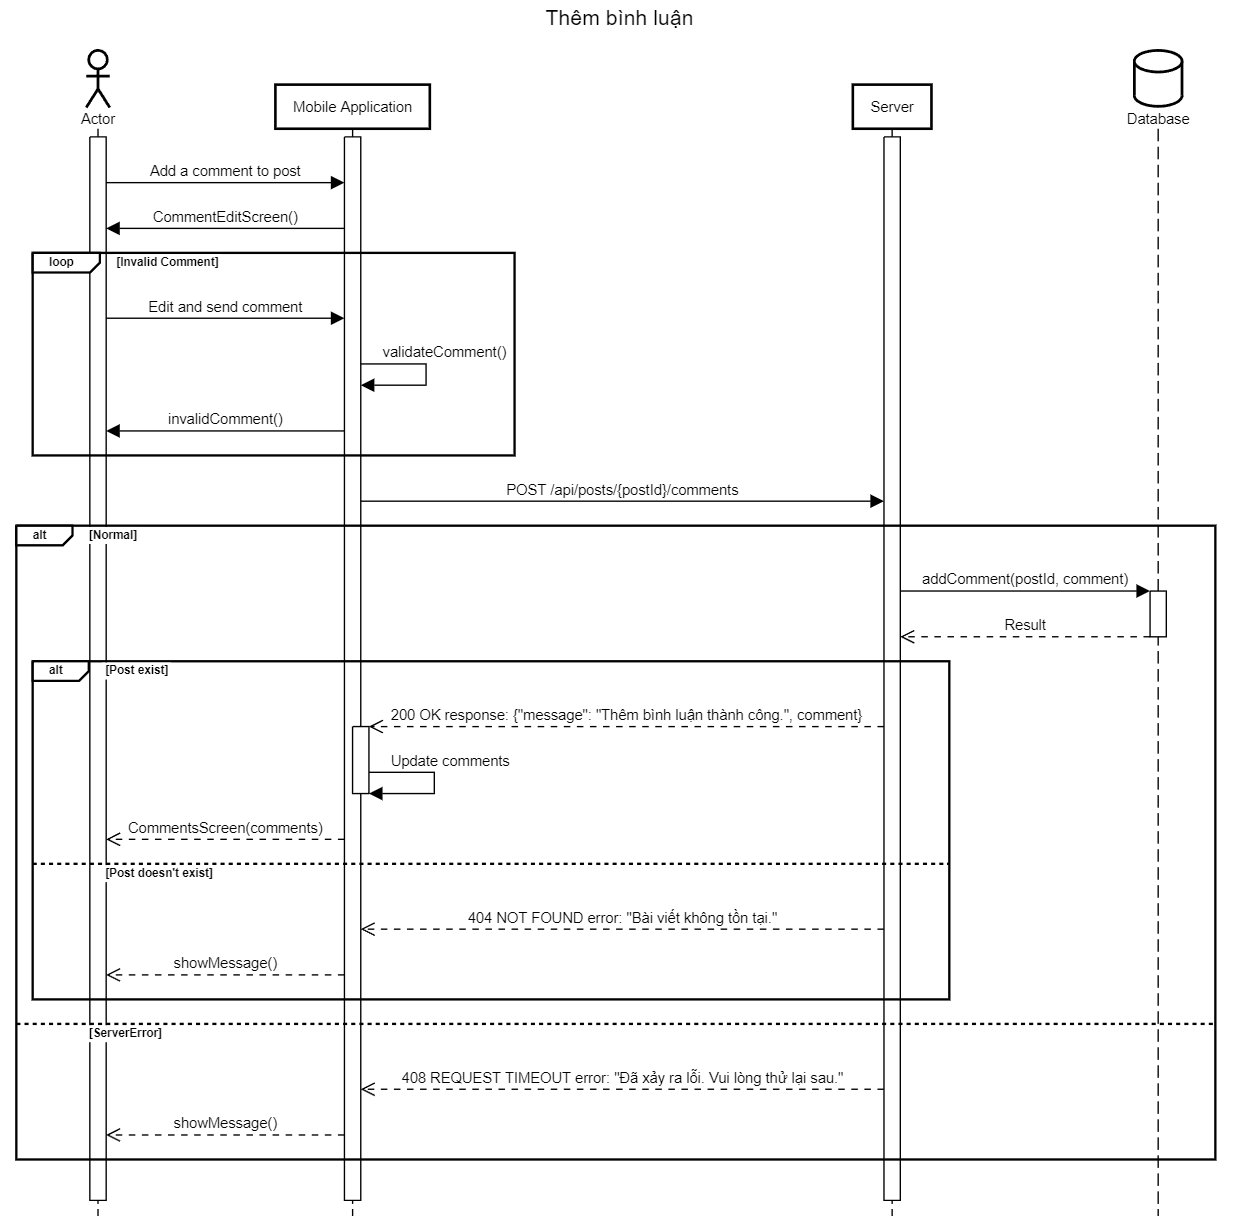 Thêm bình luận
Actor
Mobile Application
Server
Database
Add a comment to post
CommentEditScreen()
loop
[Invalid Comment]
Edit and send comment
validateComment()
invalidComment()
POST /api/posts/{postId}/comments
alt
[Normal]
addComment(postId, comment)
Result
alt
[Post exist]
200 OK response: {"message": "Thêm bình luận thành công.", comment}
Update comments
CommentsScreen(comments)
[Post doesn't exist]
404 NOT FOUND error: "Bài viết không tồn tại."
showMessage()
[ServerError]
408 REQUEST TIMEOUT error: "Đã xảy ra lỗi. Vui lòng thử lại sau."
showMessage()